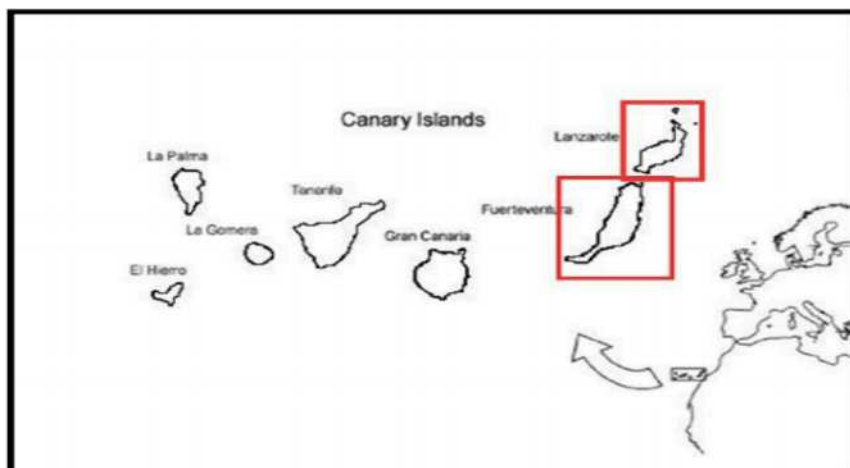 Canary Islands
Lanzarote
La Palma
Tenerife
Fuerteventura
La Gomera
Gran Canaria
El Hierro